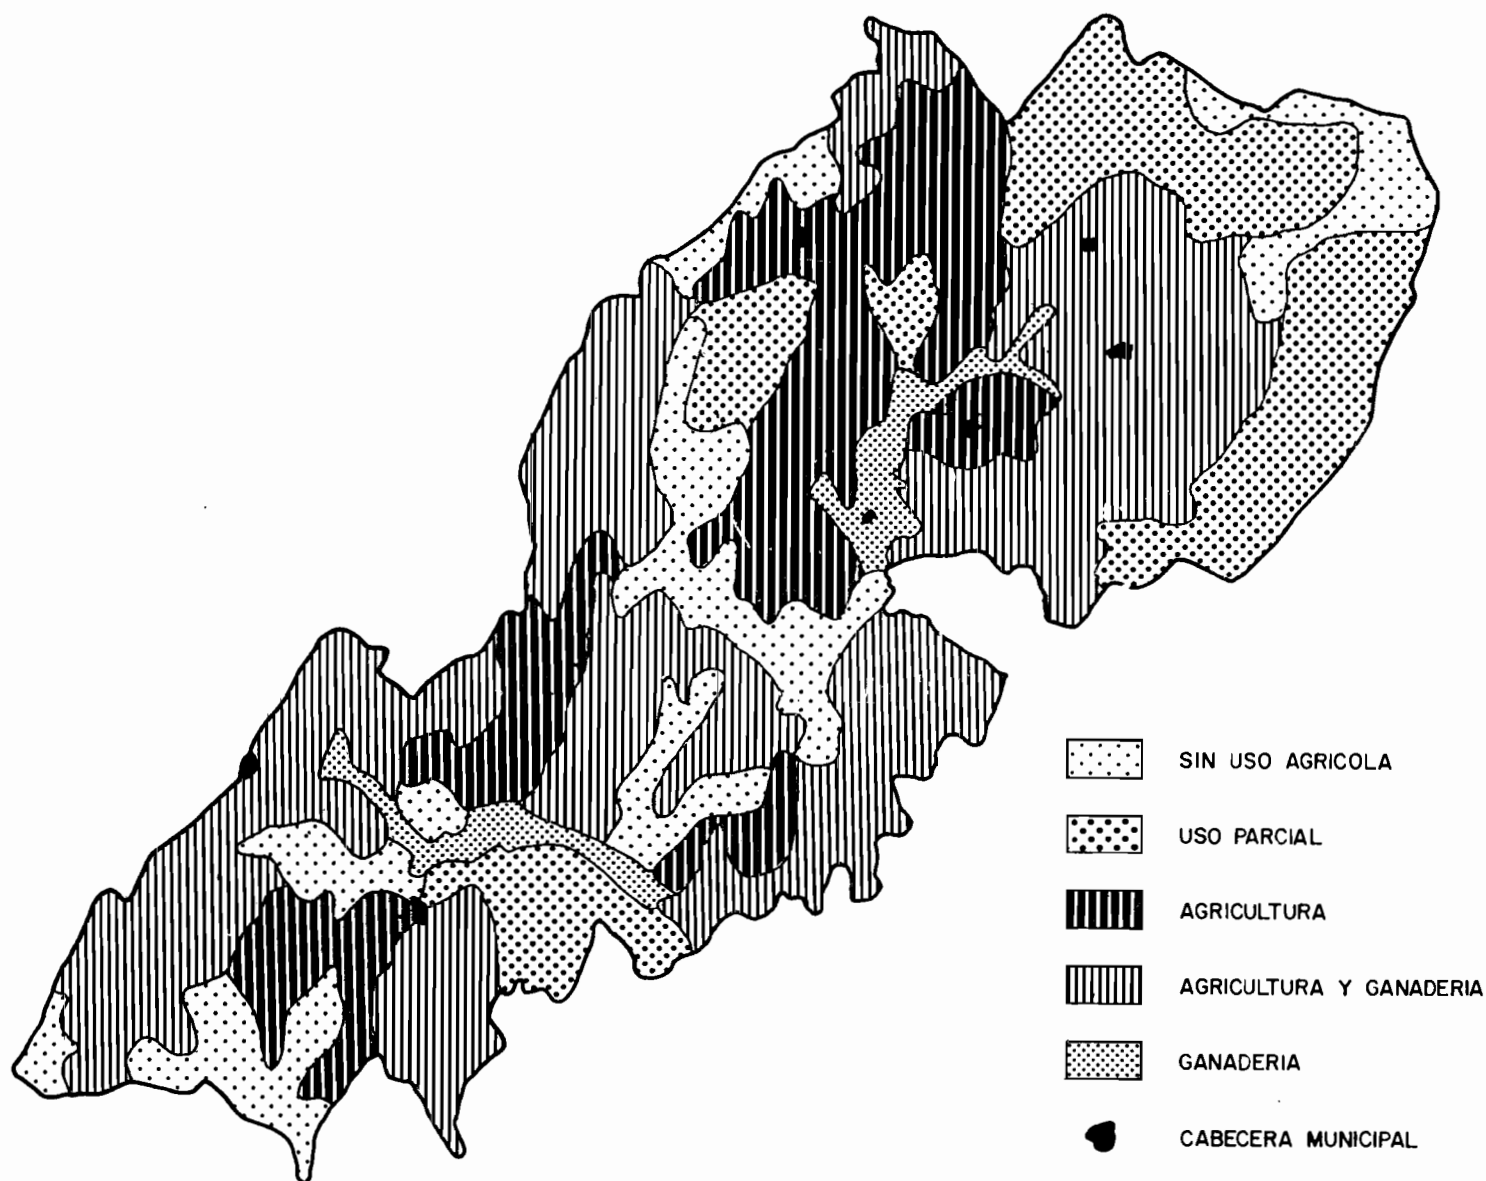 SIN USO AGRICOLA
USO PARCIAL
AGRICULTURA
AGRICULTURA Y GANADERIA
GANADERIA
CABECERA MUNICIPAL